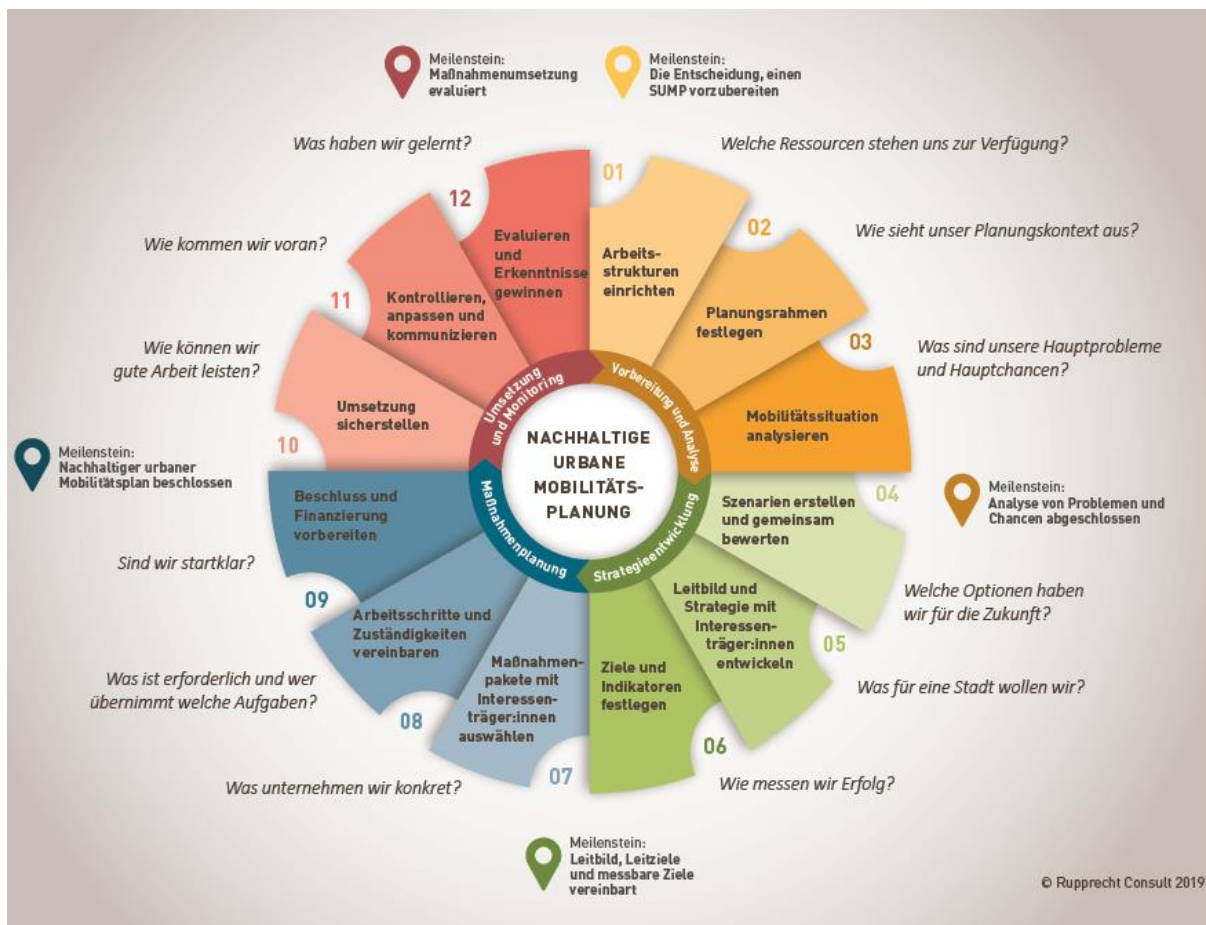 Meilenstein:
Maßnahmenumsetzung
evaluiert
Meilenstein:
Die Entscheidung, einen
SUMP vorzubereiten
Was haben wir gelernt?
Welche Ressourcen stehen uns zur Verfügung?
12
01
Evaluieren
und
Erkenntnisse
gewinnen
Arbeits-
strukturen
einrichten
02
Wie sieht unser Planungskontext aus?
Planungsrahmen
festlegen
Wie kommen wir voran?
11
Kontrollieren,
anpassen und
kommunizieren
03
Was sind unsere Hauptprobleme
und Hauptchancen?
Mobilitätssituation
analysieren
Wie können wir
gute Arbeit leisten?
Umsetzung
sicherstellen
10
Umsetzung
und Monitoring
Vorbereitung und Analyse
NACHHALTIGE
URBANE
MOBILITÄTS-
PLANUNG
Maßnahmenplanung
Strategieentwicklung
Meilenstein:
Nachhaltiger urbaner
Mobilitätsplan beschlossen
Meilenstein:
Analyse von Problemen und
Chancen abgeschlossen
Beschluss und
Finanzierung
vorbereiten
04
Szenarien erstellen
und gemeinsam
bewerten
Sind wir startklar?
09
Welche Optionen haben
wir für die Zukunft?
Arbeitsschritte und
Zuständigkeiten
vereinbaren
Leitbild und
Strategie mit
Interessen-
träger:innen
entwickeln
05
Was ist erforderlich und wer
übernimmt welche Aufgaben?
08
Maßnahmen-
pakete mit
Interessen-
träger:innen
auswählen
Ziele und
Indikatoren
festlegen
Was für eine Stadt wollen wir?
06
07
Was unternehmen wir konkret?
Wie messen wir Erfolg?
Meilenstein:
Leitbild, Leitziele
und messbare Ziele
vereinbart
© Rupprecht Consult 2019